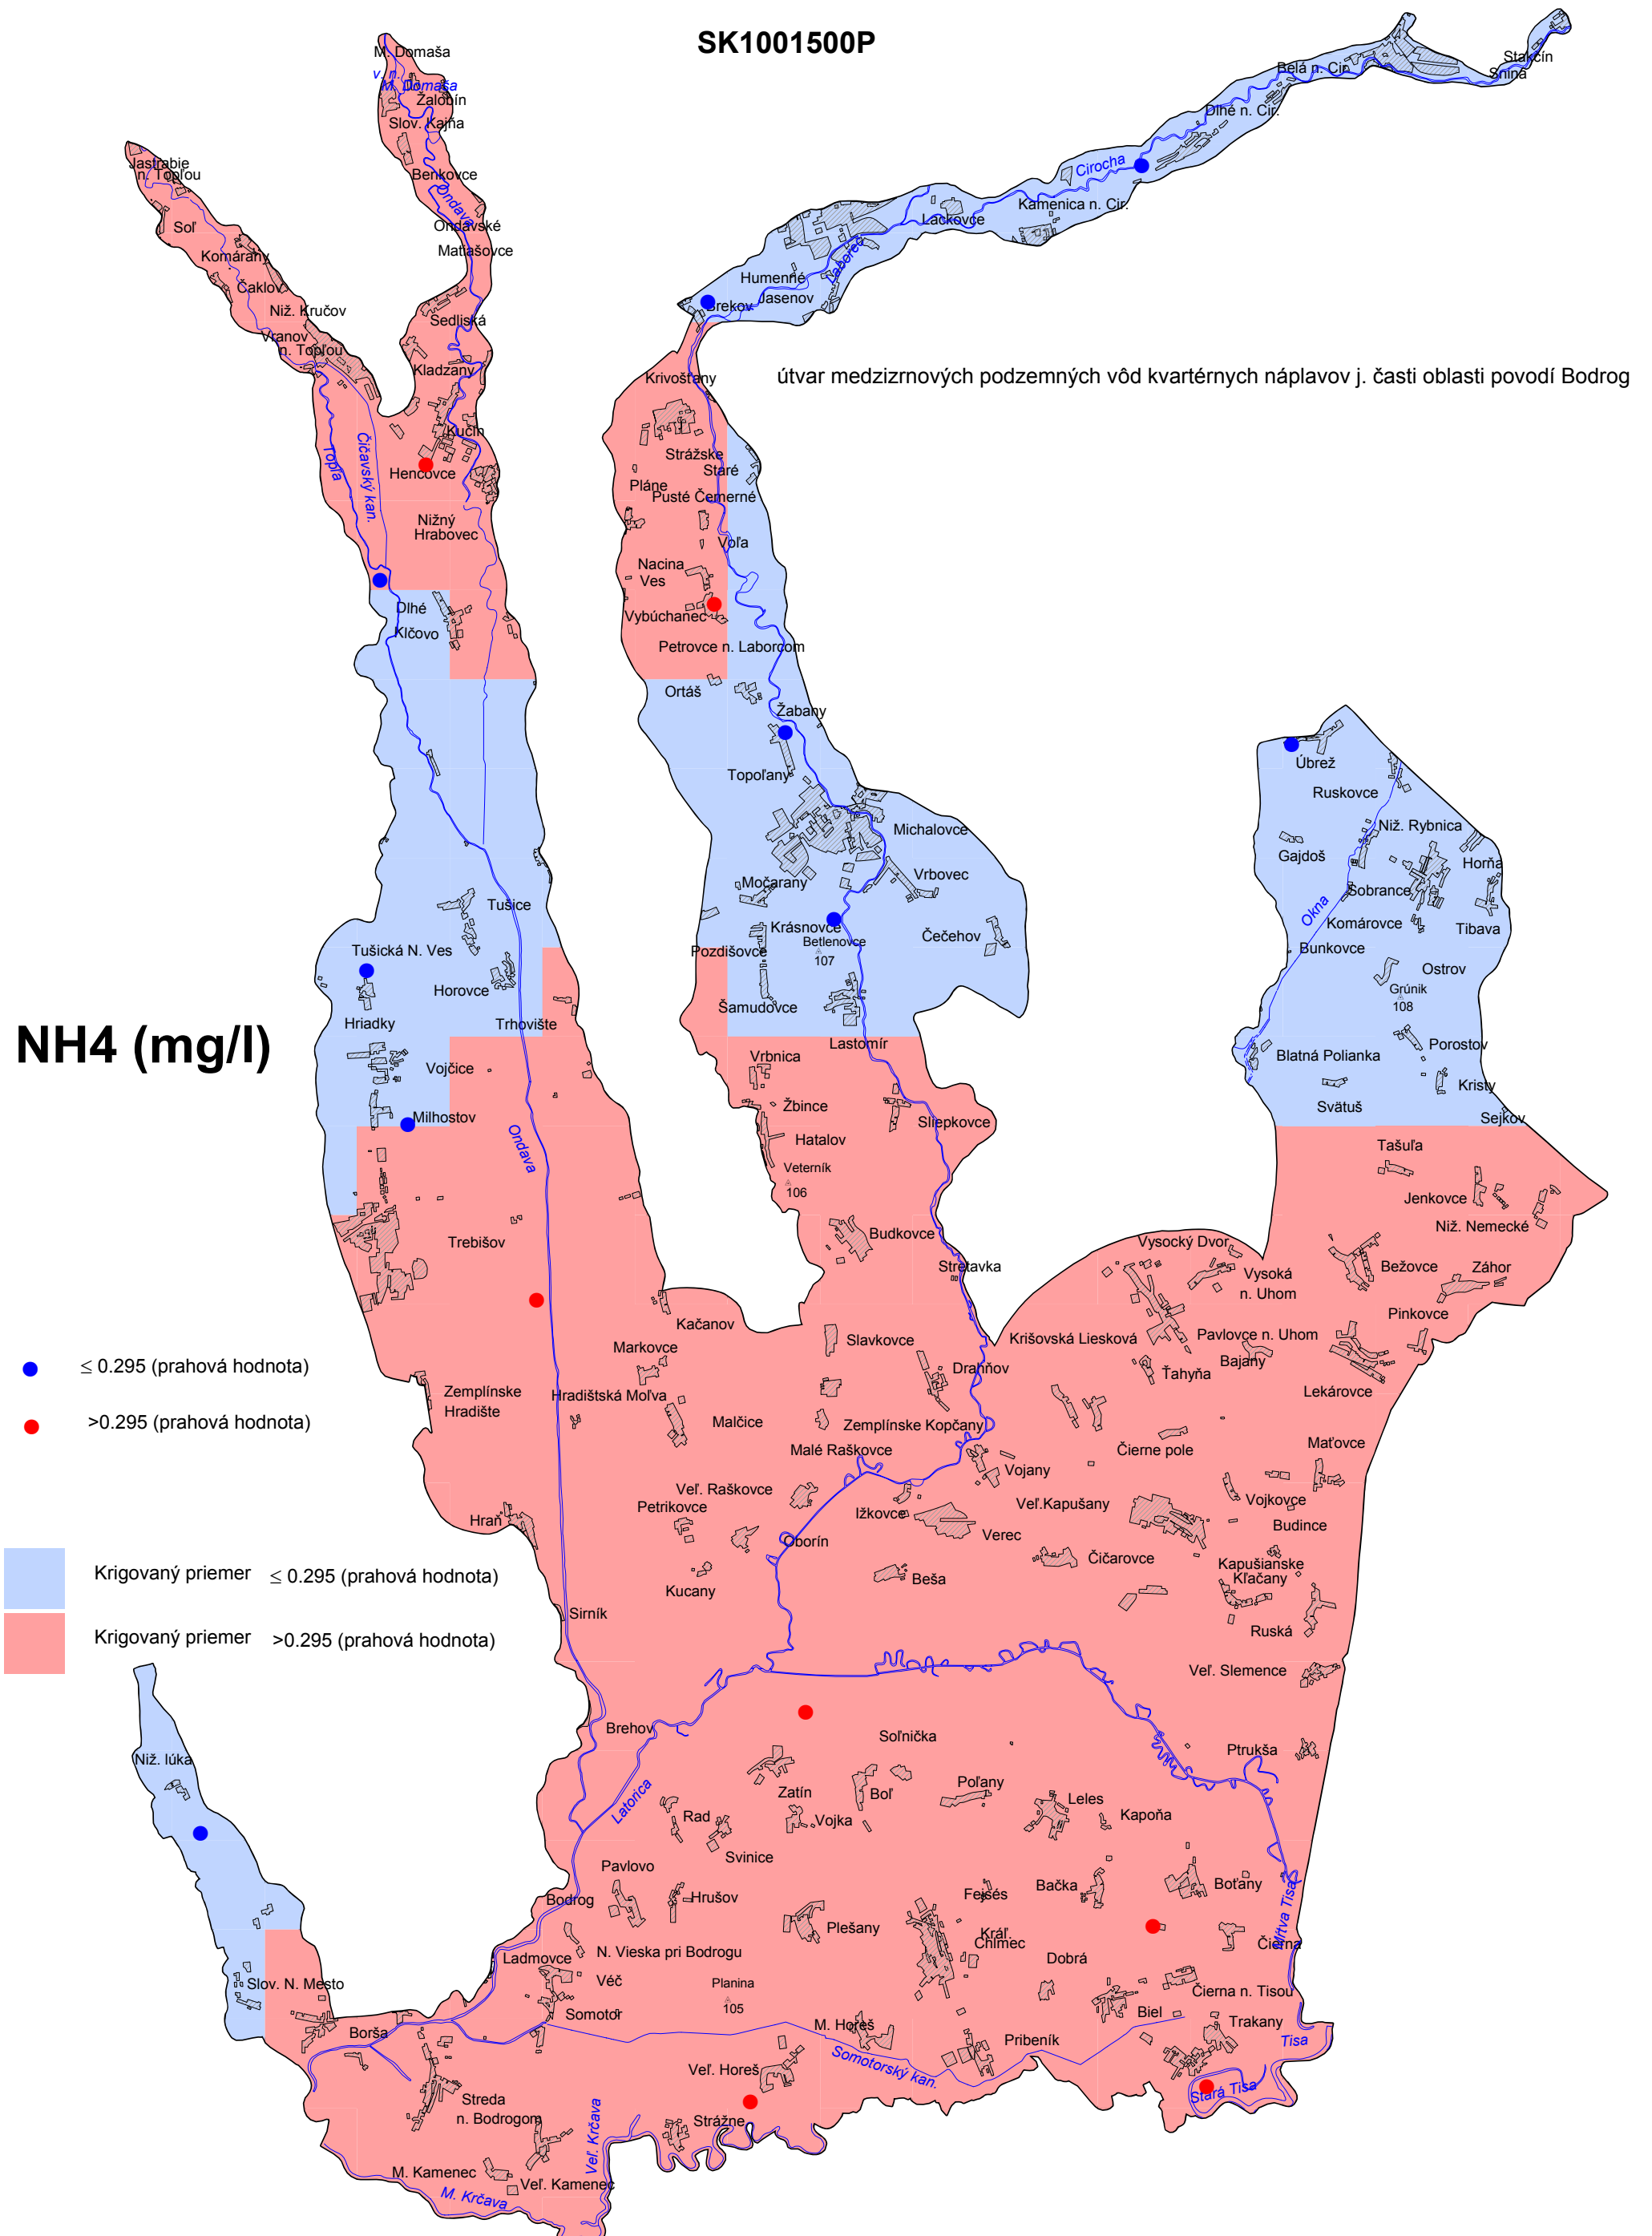 SK1001500P
M. Domaša
v. n.
M. Domaša
Žalobín
Slov. Kajňa
Benkovce
Ondava
Ondavské
Matiašovce
Jastrabie
n. Topľou
Soľ
Komárany
Čaklov
Niž. Kručov
Vranov
n. Topľou
Sedliská
Kladzany
Kučín
Hencovce
Topľa
Čičavský kan.
Nižný
Hrabovec
Dlhé
Klčovo
Stakčín
Snina
Belá n. Cir.
Dlhé n. Cir.
Cirocha
Kamenica n. Cir.
Lackovce
Laborec
Humenné
Jasenov
Brekov
útvar medzizrnových podzemných vôd kvartérnych náplavov j. časti oblasti povodí Bodrog
Krivošťany
Strážske
Staré
Pláne
Pusté Čemerné
Voľa
Nacina
Ves
Vybúchanec
Petrovce n. Laborcom
Ortáš
Žabany
Topoľany
Michalovce
Vrbovec
Močarany
Krásnovce
Betlenovce
107
Čečehov
Pozdišovce
Šamudovce
Lastomír
Úbrež
Ruskovce
Niž. Rybnica
Gajdoš
Horňa
Sobrance
Okna
Komárovce
Tibava
Bunkovce
Ostrov
Grúnik
108
Porostov
Blatná Polianka
Kristy
Svätuš
Sejkov
Tušice
Tušická N. Ves
Horovce
Hriadky
Trhovište
NH4 (mg/l)
Vojčice
Milhostov
Ondava
Trebišov
Vrbnica
Žbince
Hatalov
Veterník
106
Sliepkovce
Budkovce
Stretavka
Tašuľa
Jenkovce
Niž. Nemecké
Vysocký Dvor
Vysoká
n. Uhom
Bežovce
Záhor
Pinkovce
Kačanov
Markovce
Slavkovce
Krišovská Liesková
Pavlovce n. Uhom
Bajany
Ťahyňa
Lekárovce
Drahňov
≤ 0.295 (prahová hodnota)
>0.295 (prahová hodnota)
Zemplínske
Hradište
Hradištská Moľva
Malčice
Zemplínske Kopčany
Malé Raškovce
Čierne pole
Maťovce
Vojany
Veľ. Raškovce
Petrikovce
Ižkovce
Veľ.Kapušany
Vojkovce
Verec
Budince
Hraň
Oborín
Čičarovce
Kapušianske
Kľačany
Kucany
Beša
Krigovaný priemer ≤ 0.295 (prahová hodnota)
Krigovaný priemer >0.295 (prahová hodnota)
Sirník
Ruská
Veľ. Slemence
Brehov
Soľnička
Ptrukša
Niž. lúka
Latorica
Zatín
Boľ
Poľany
Leles
Kapoňa
Rad
Vojka
Svinice
Pavlovo
Bodrog
Hrušov
Fejsés
Bačka
Boťany
Mŕtva Tisa
Plešany
Kráľ.
Chlmec
Čierna
Ladmovce
N. Vieska pri Bodrogu
Dobrá
Slov. N. Mesto
Véč
Planina
105
Čierna n. Tisou
Somotor
Biel
Trakany
Borša
M. Horeš
Pribeník
Tisa
Somotorský kan.
Veľ. Horeš
Stará Tisa
Streda
n. Bodrogom
Strážne
Veľ. Krčava
M. Kamenec
Veľ. Kamenec
M. Krčava